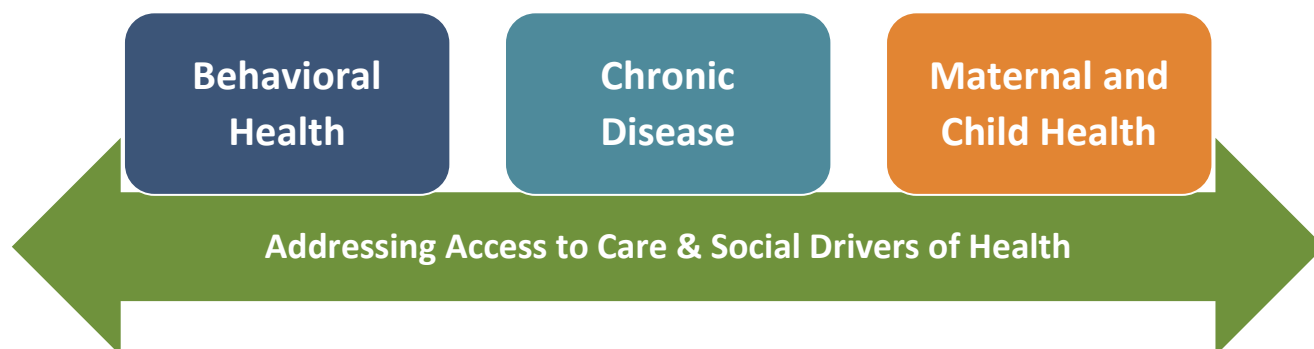 Behavioral
Health
Chronic
Disease
Maternal and
Child Health
Addressing Access to Care & Social Drivers of Health